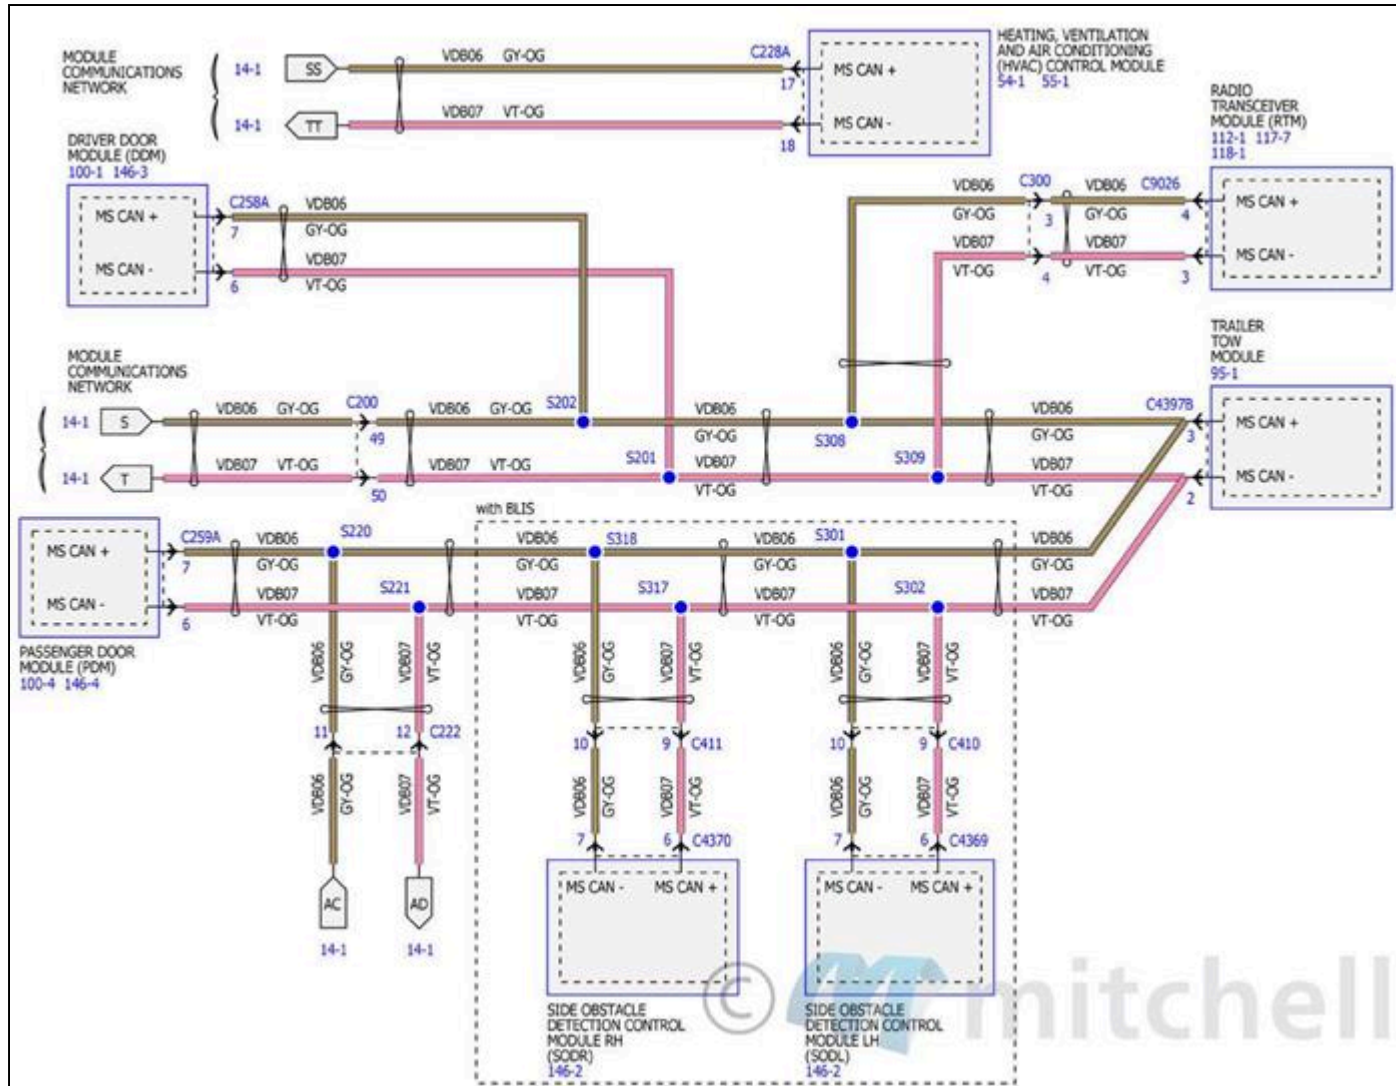 MODULE
COMMUNICATIONS
NETWORK
14-1 SS VDB06 GY-OG C228A
17
14-1 TT VDB07 VT-OG
18
MS CAN +
MS CAN -
HEATING, VENTILATION
AND AIR CONDITIONING
(HVAC) CONTROL MODULE
54-1 55-1
RADIO
TRANSCEIVER
MODULE (RTM)
112-1 117-7
118-1
DRIVER DOOR
MODULE (DDM)
100-1 146-3
MS CAN +
MS CAN -
C258A VDB06
7 GY-OG
VDB07
6 VT-OG
VDB06 C300 VDB06 C9026
GY-OG 3 GY-OG 4
VDB07 VDB07
VT-OG 4 VT-OG 3
MS CAN +
MS CAN -
MODULE
COMMUNICATIONS
NETWORK
14-1 S VDB06 GY-OG C200 VDB06 GY-OG S202 VDB06 VDB06 C4397B
49 GY-OG S308 GY-OG 3
14-1 T VDB07 VT-OG VDB07 VT-OG S201 VDB07 S309 VDB07
50 VT-OG VT-OG 2
TRAILER
TOW
MODULE
95-1
MS CAN +
MS CAN -
with BLIS
MS CAN +
MS CAN -
PASSENGER DOOR
MODULE (PDM)
100-4 146-4
C259A VDB06 S220 VDB06 S318 VDB06 S301 VDB06
7 GY-OG GY-OG GY-OG GY-OG
VDB07 S221 VDB07 S317 VDB07 S302 VDB07
6 VT-OG VT-OG VT-OG VT-OG
VDB06 GY-OG VDB07 VT-OG
VDB06 GY-OG VDB07 VT-OG
VDB06 GY-OG VDB07 VT-OG
11 12 C222
10 9 C411
10 9 C410
VDB06 GY-OG VDB07 VT-OG
VDB06 GY-OG VDB07 VT-OG
VDB06 GY-OG VDB07 VT-OG
7 6 C4370
7 6 C4369
AC AD
14-1 14-1
MS CAN - MS CAN +
MS CAN - MS CAN +
SIDE OBSTACLE
DETECTION CONTROL
MODULE RH
(SODR)
146-2
SIDE OBSTACLE
DETECTION CONTROL
MODULE LH
(SODL)
146-2
© mitchell